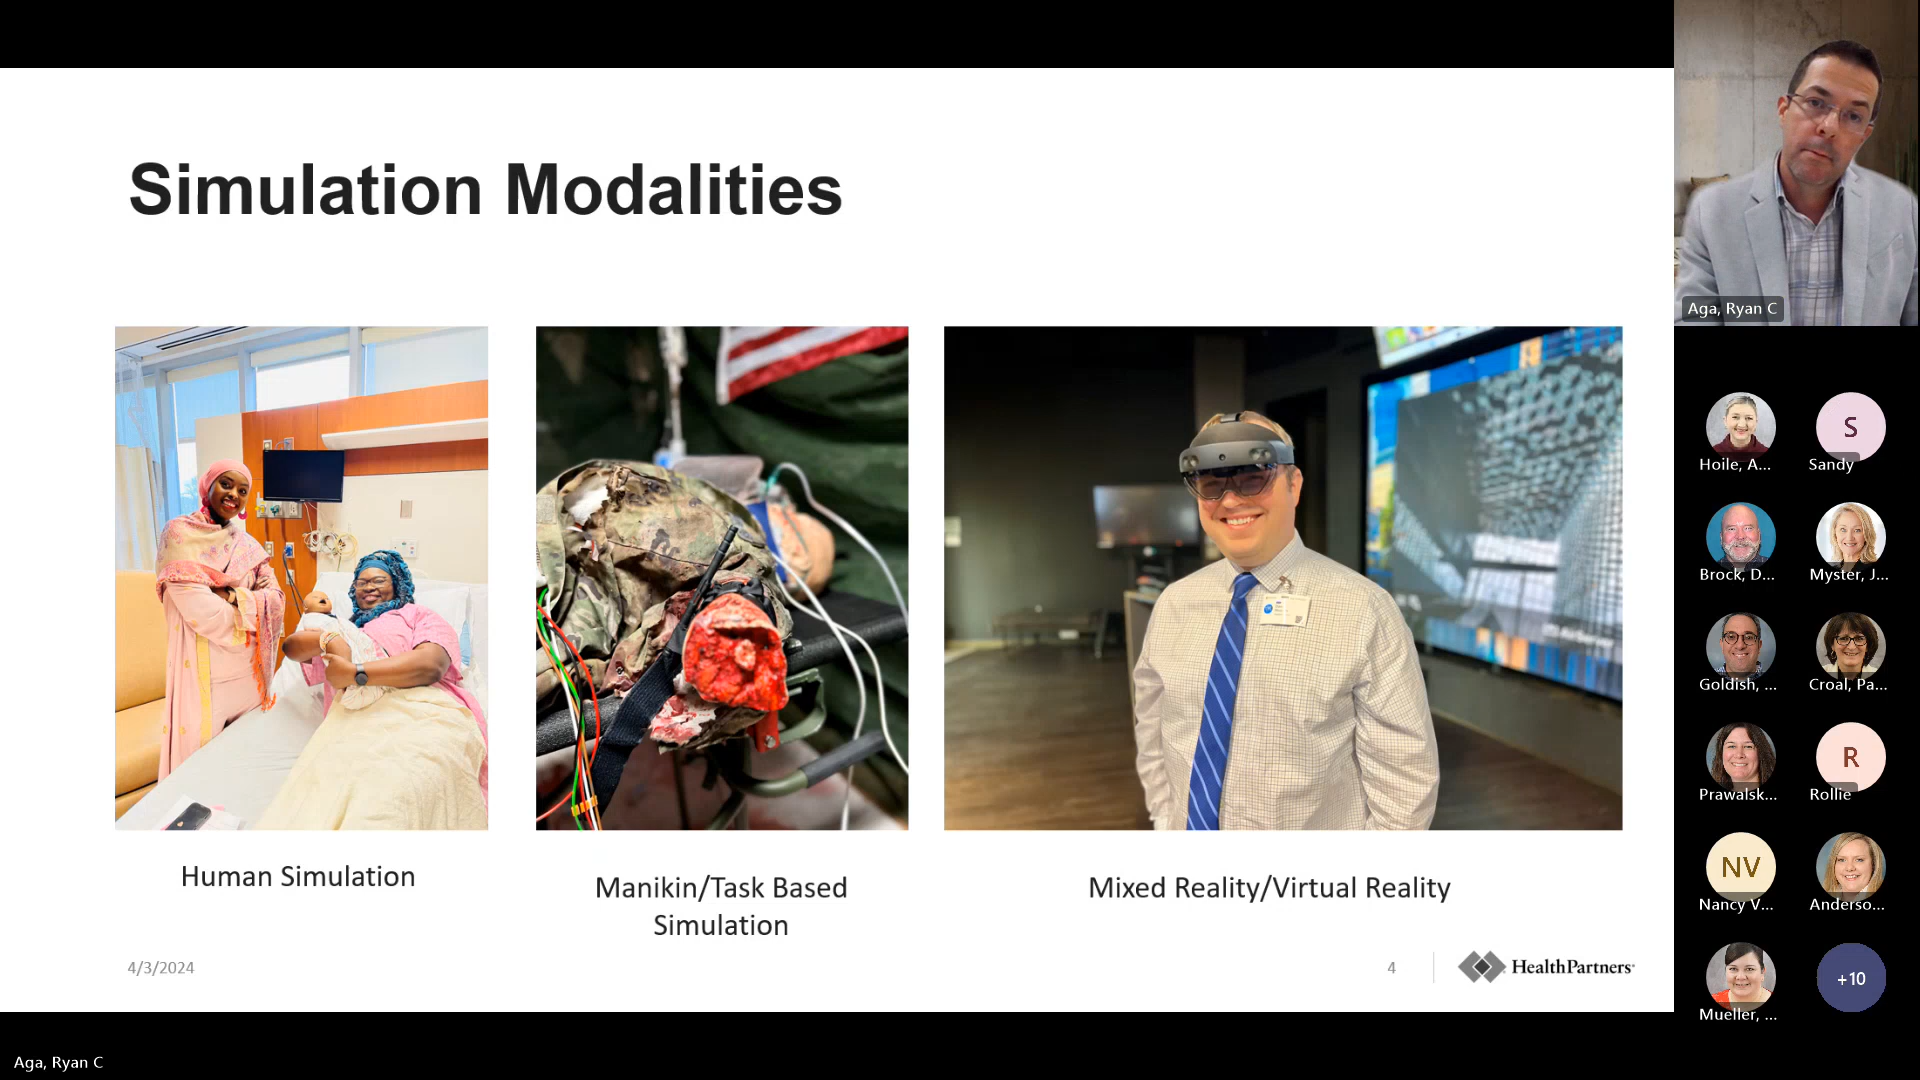 Simulation Modalities
Human Simulation
Manikin/Task Based
Simulation
Mixed Reality/Virtual Reality
4/3/2024
4
HealthPartners
Aga, Ryan C
Hoile, A...
S
Sandy
Brock, D...
Myster, J...
Goldish, ...
Croal, Pa...
Prawalsk...
R
Rollie
NV
Nancy V...
Anderso...
Mueller, ...
+10
Aga, Ryan C